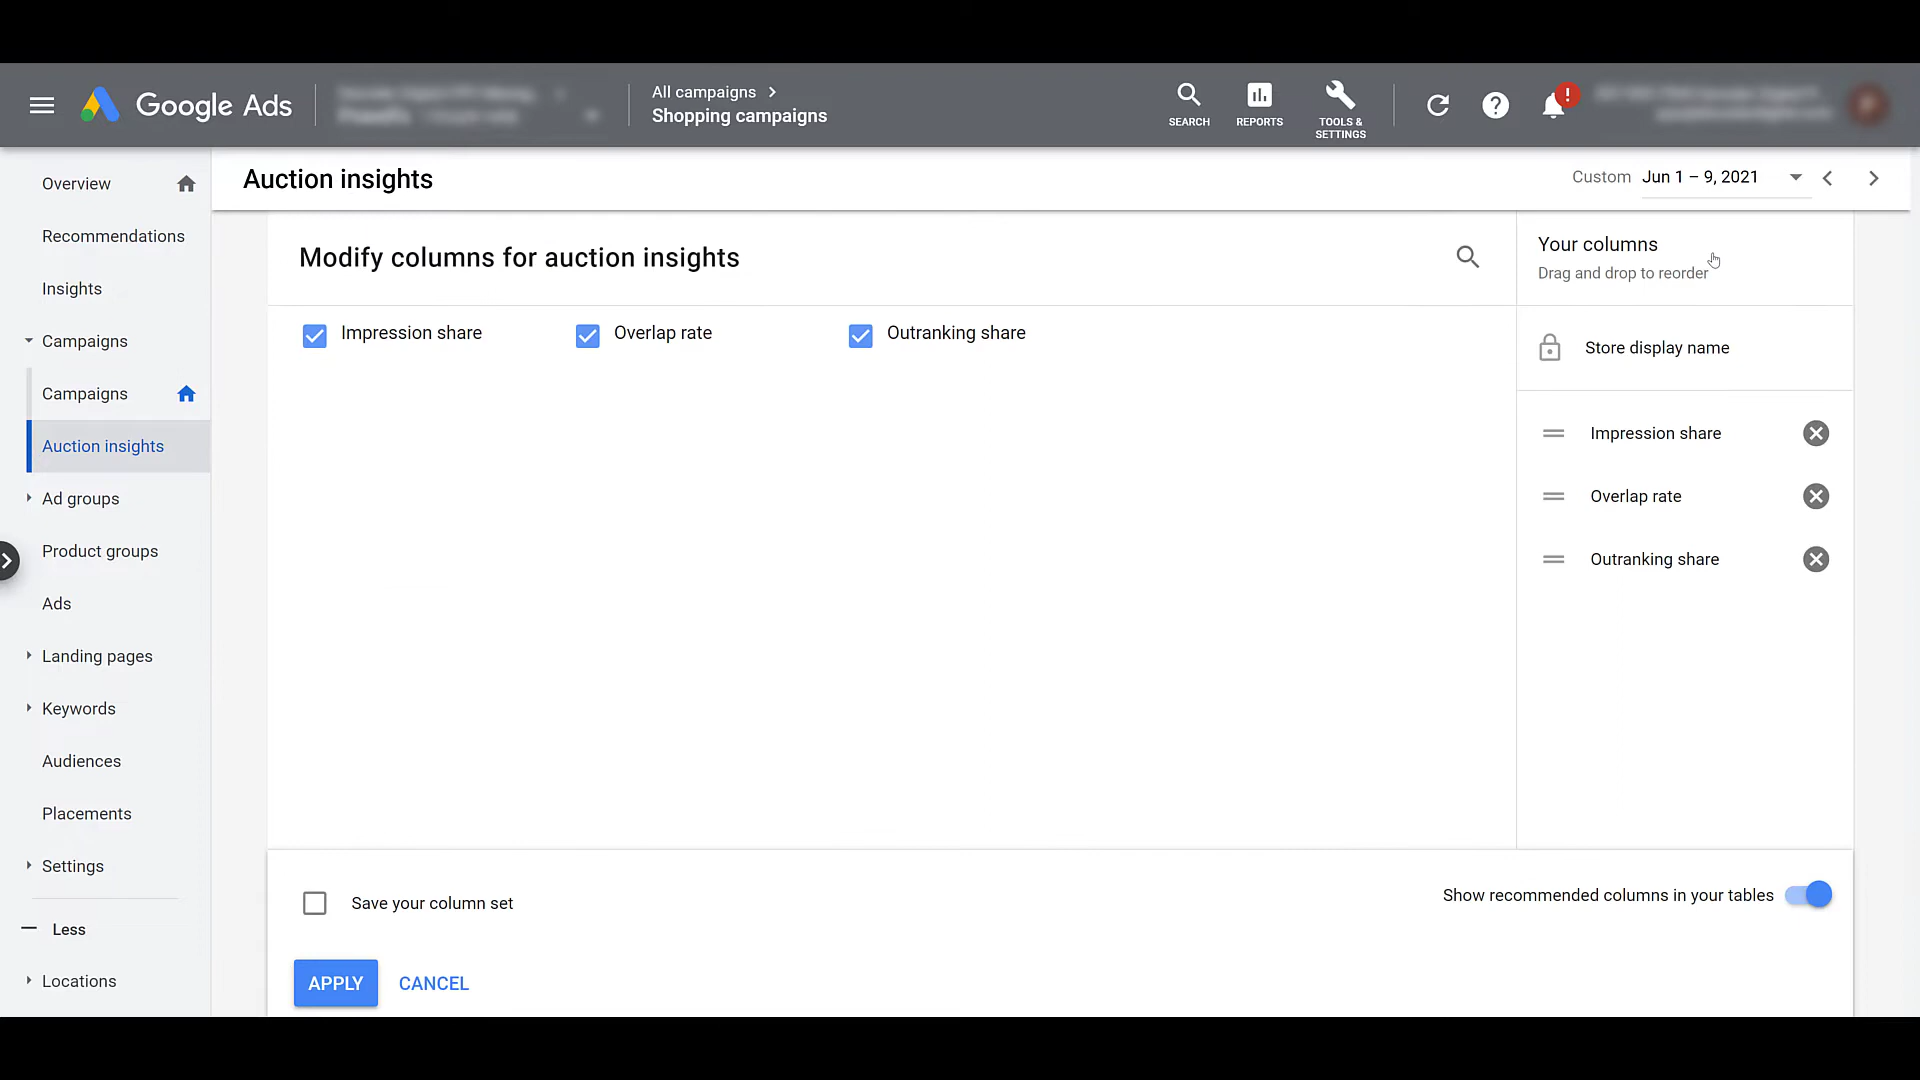 Google Ads
All campaigns
Shopping campaigns
SEARCH
REPORTS
TOOLS &
SETTINGS
!
Overview
Recommendations
Insights
Campaigns
Campaigns
Auction insights
Ad groups
Product groups
Ads
Landing pages
Keywords
Audiences
Placements
Settings
Less
Locations
Auction insights
Custom Jun 1 – 9, 2021
Modify columns for auction insights
Impression share
Overlap rate
Outranking share
Your columns
Drag and drop to reorder
Store display name
Impression share
Overlap rate
Outranking share
Save your column set
Show recommended columns in your tables
APPLY
CANCEL